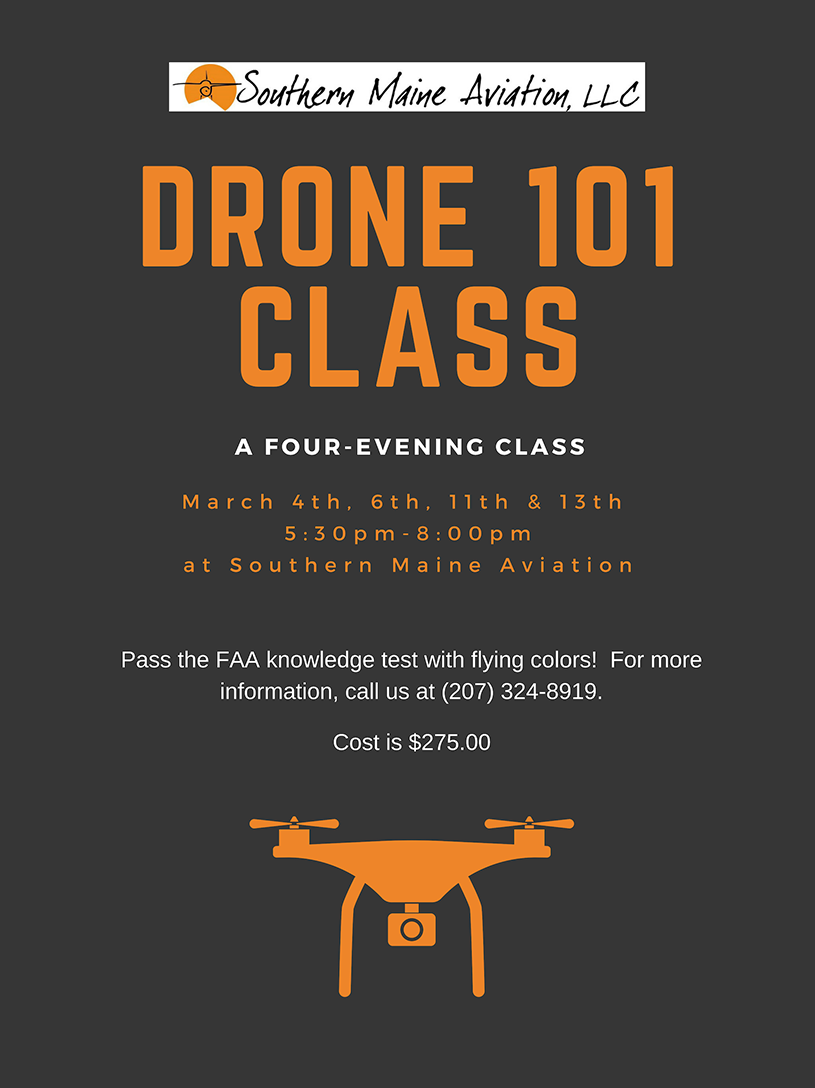 Southern Maine Aviation, LLC
DRONE 101
CLASS
A FOUR-EVENING CLASS
March 4th, 6th, 11th & 13th
5:30pm-8:00pm
at Southern Maine Aviation
Pass the FAA knowledge test with flying colors!  For more
information, call us at (207) 324-8919.
Cost is $275.00